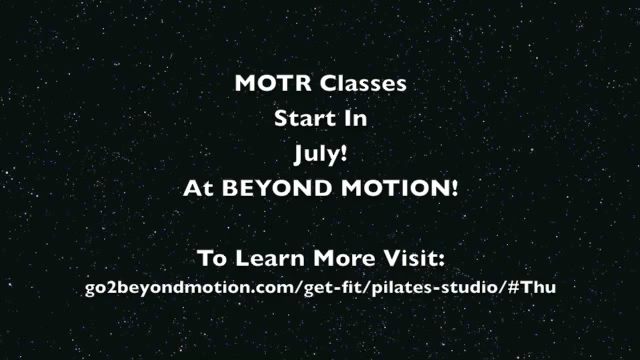 MOTR Classes
Start In
July!
At BEYOND MOTION!
To Learn More Visit:
go2beyondmotion.com/get-fit/pilates-studio/#Thu